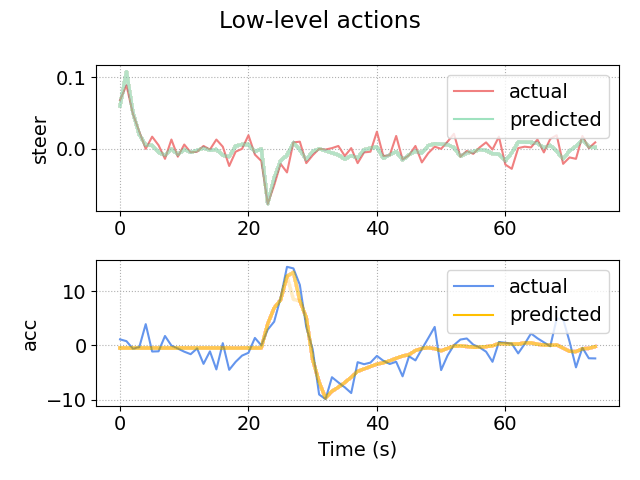 Low-level actions
0.1
0.0
steer
actual
predicted
0 20 40 60
10
0
−10
acc
actual
predicted
0 20 40 60
Time (s)